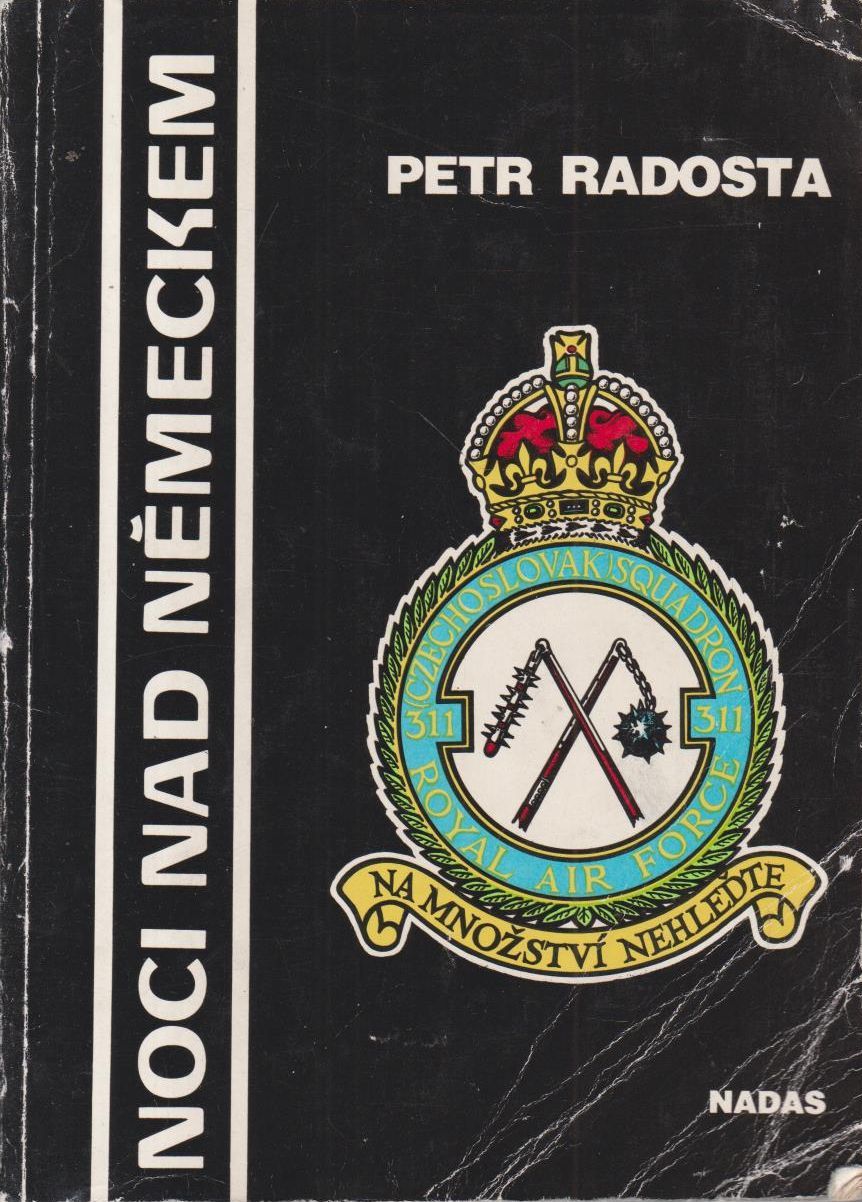 NOCI NAD NĚMECKEM
PETR RADOSTA
(CZECHOSLOVAK) SQUADRON
311 311
ROYAL AIR FORCE
NA MNOŽSTVÍ NEHLEĎTE
NADAS